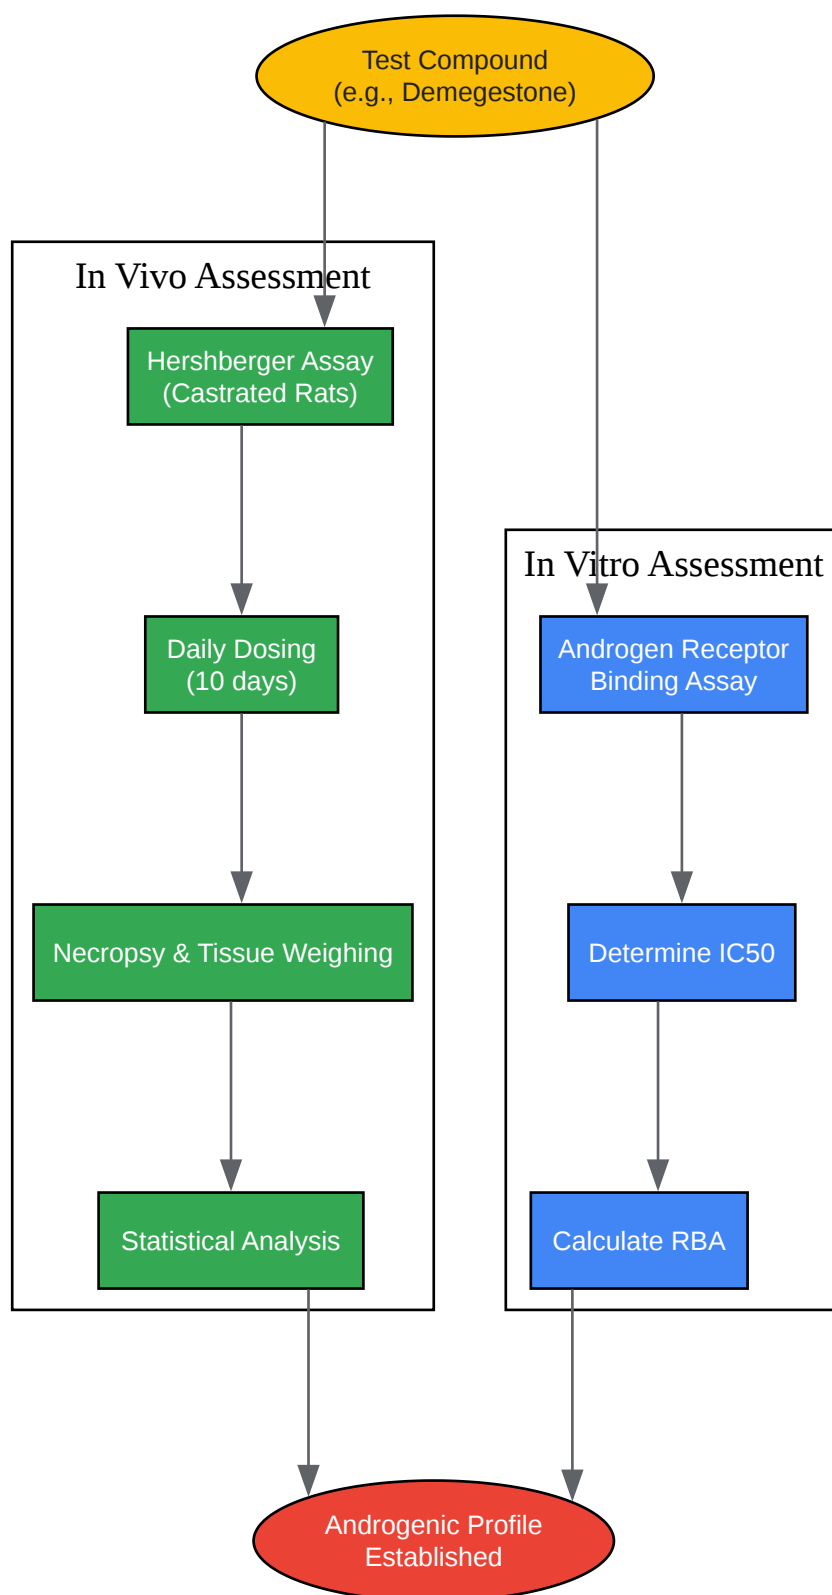 Test Compound
(e.g., Demegestone)
In Vivo Assessment
Hershberger Assay
(Castrated Rats)
Daily Dosing
(10 days)
Necropsy & Tissue Weighing
Statistical Analysis
In Vitro Assessment
Androgen Receptor
Binding Assay
Determine IC50
Calculate RBA
Androgenic Profile
Established